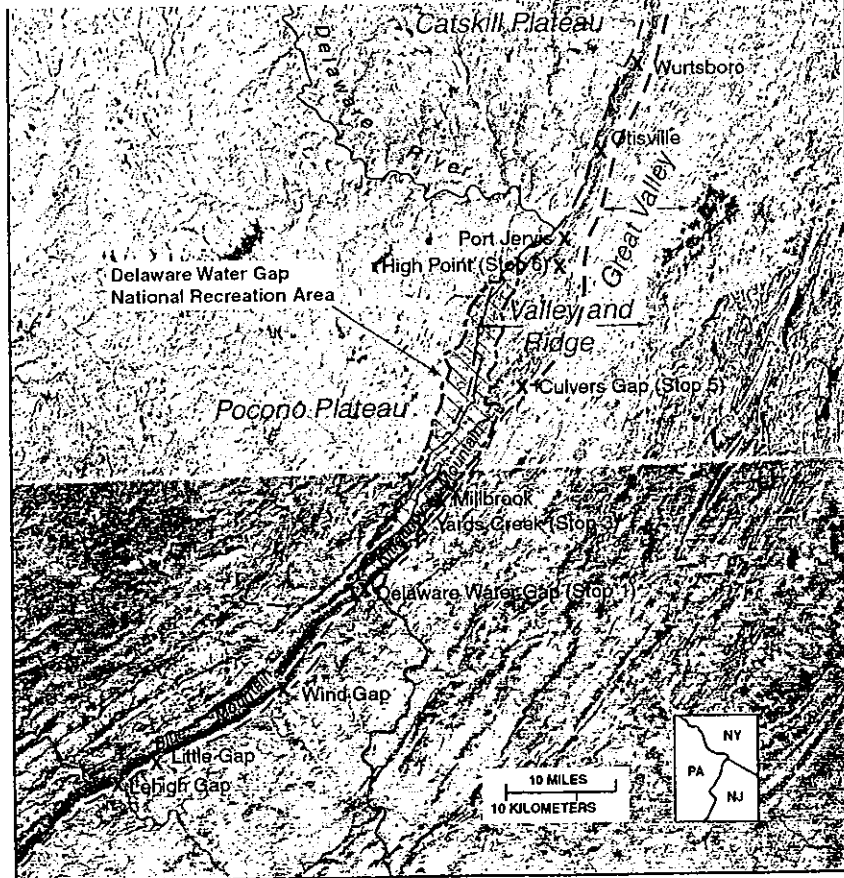 Catskill Plateau
Delaware
River
Wurtsboro
Otisville
Great Valley
Port Jervis
High Point (Stop 6)
Delaware Water Gap
National Recreation Area
Valley and
Ridge
Culvers Gap (Stop 5)
Pocono Plateau
Mountain
Millbrook
Yards Creek (Stop 3)
Kittatinny
Delaware Water Gap (Stop 1)
Wind Gap
Blue Mountain
Little Gap
Lehigh Gap
10 MILES
10 KILOMETERS
NY
PA
NJ